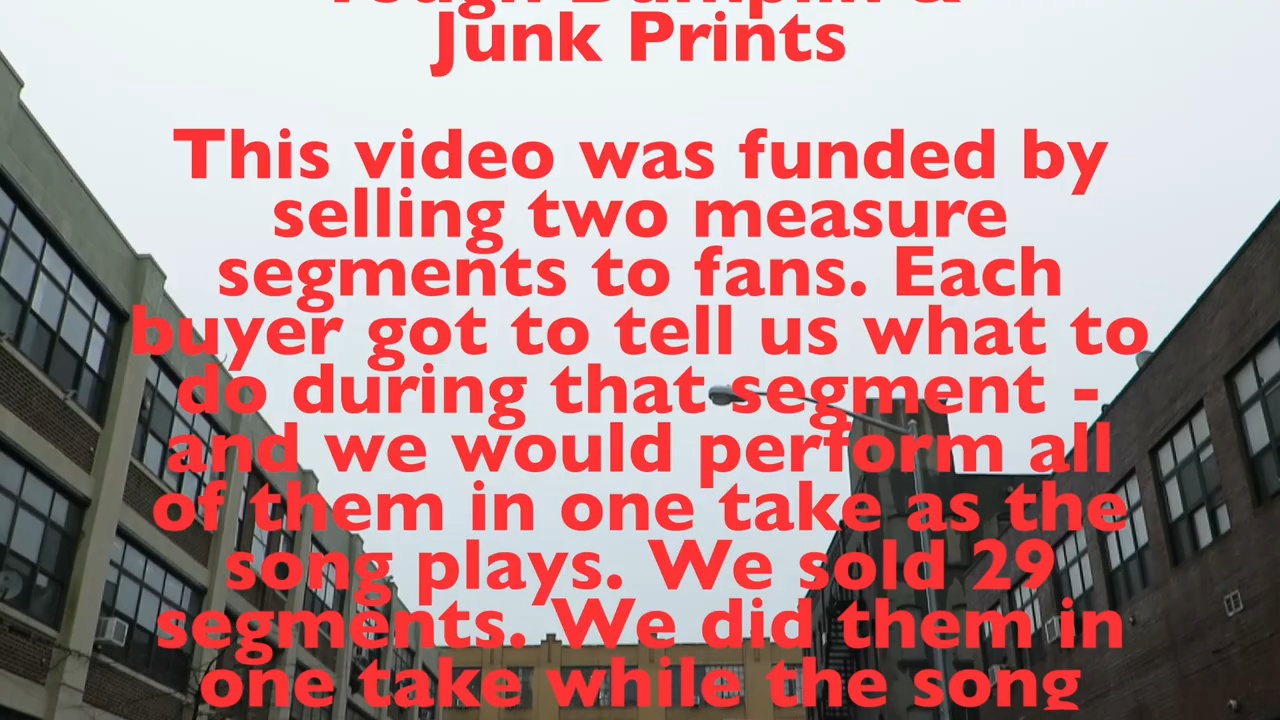 Junk Prints
This video was funded by
selling two measure
segments to fans. Each
buyer got to tell us what to
do during that segment -
and we would perform all
of them in one take as the
song plays. We sold 29
segments. We did them in
one take while the song